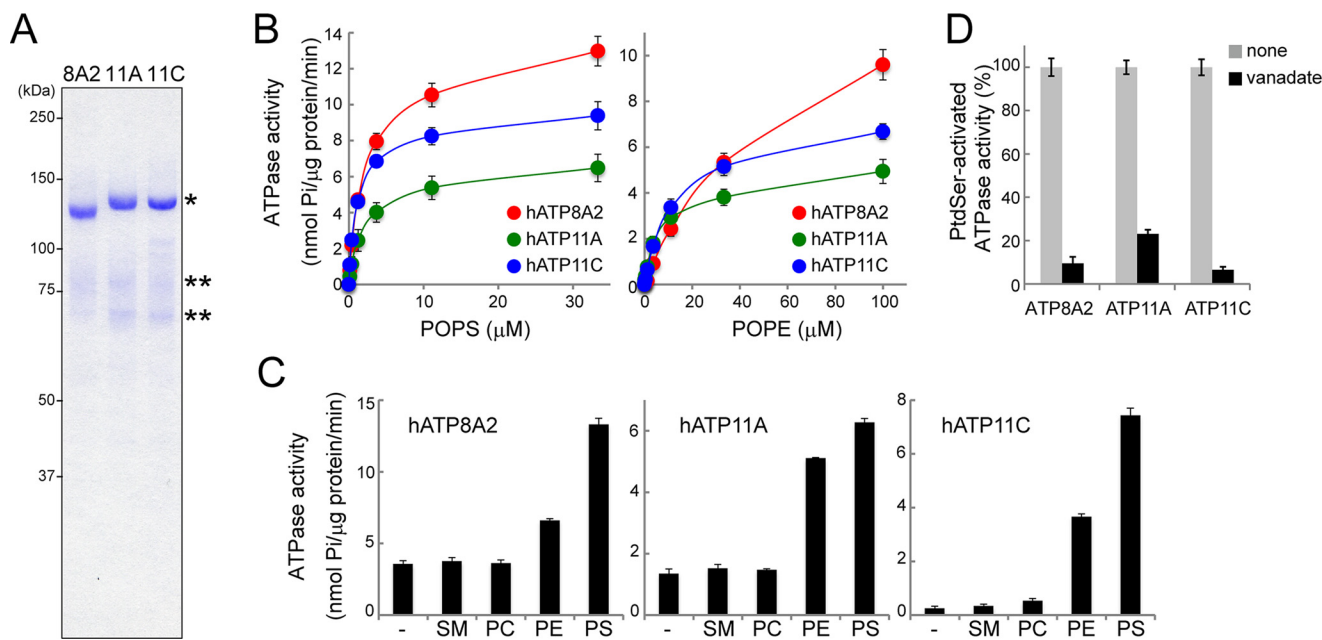 A
8A2 11A 11C
(kDa)
250
150
100
75
50
37
*
**
**
B
ATPase activity
(nmol Pi/μg protein/min)
14
12
10
8
6
4
2
0
0 10 20 30
POPS (μM)
hATP8A2
hATP11A
hATP11C
10
8
6
4
2
0
0 20 40 60 80 100
POPE (μM)
hATP8A2
hATP11A
hATP11C
D
PtdSer-activated
ATPase activity (%)
100
80
60
40
20
0
none
vanadate
ATP8A2 ATP11A ATP11C
C
ATPase activity
(nmol Pi/μg protein/min)
hATP8A2
15
10
5
0
- SM PC PE PS
hATP11A
6
4
2
0
- SM PC PE PS
hATP11C
8
6
4
2
0
- SM PC PE PS